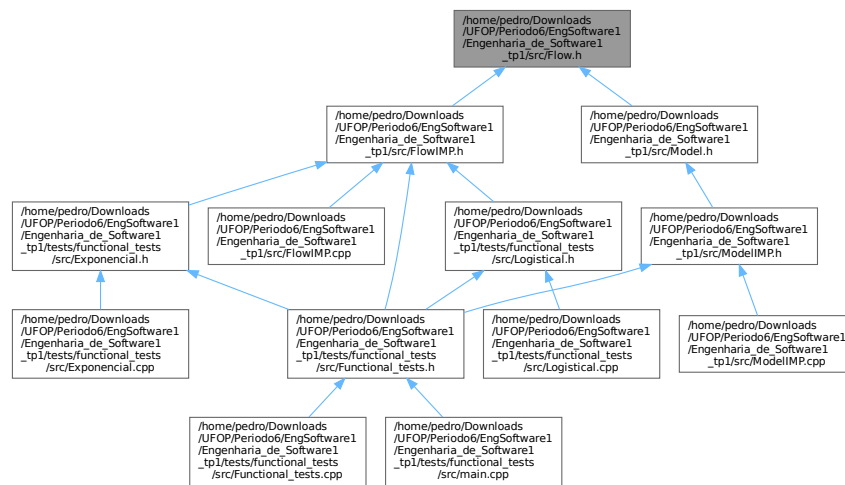 /home/pedro/Downloads
/UFOP/Periodo6/EngSoftware1
/Engenharia_de_Software1
_tp1/src/Flow.h
/home/pedro/Downloads
/UFOP/Periodo6/EngSoftware1
/Engenharia_de_Software1
_tp1/src/FlowIMP.h
/home/pedro/Downloads
/UFOP/Periodo6/EngSoftware1
/Engenharia_de_Software1
_tp1/src/Model.h
/home/pedro/Downloads
/UFOP/Periodo6/EngSoftware1
/Engenharia_de_Software1
_tp1/tests/functional_tests
/src/Exponencial.h
/home/pedro/Downloads
/UFOP/Periodo6/EngSoftware1
/Engenharia_de_Software1
_tp1/src/FlowIMP.cpp
/home/pedro/Downloads
/UFOP/Periodo6/EngSoftware1
/Engenharia_de_Software1
_tp1/tests/functional_tests
/src/Logistical.h
/home/pedro/Downloads
/UFOP/Periodo6/EngSoftware1
/Engenharia_de_Software1
_tp1/src/ModelIMP.h
/home/pedro/Downloads
/UFOP/Periodo6/EngSoftware1
/Engenharia_de_Software1
_tp1/tests/functional_tests
/src/Exponencial.cpp
/home/pedro/Downloads
/UFOP/Periodo6/EngSoftware1
/Engenharia_de_Software1
_tp1/tests/functional_tests
/src/Functional_tests.h
/home/pedro/Downloads
/UFOP/Periodo6/EngSoftware1
/Engenharia_de_Software1
_tp1/tests/functional_tests
/src/Logistical.cpp
/home/pedro/Downloads
/UFOP/Periodo6/EngSoftware1
/Engenharia_de_Software1
_tp1/src/ModelIMP.cpp
/home/pedro/Downloads
/UFOP/Periodo6/EngSoftware1
/Engenharia_de_Software1
_tp1/tests/functional_tests
/src/Functional_tests.cpp
/home/pedro/Downloads
/UFOP/Periodo6/EngSoftware1
/Engenharia_de_Software1
_tp1/tests/functional_tests
/src/main.cpp